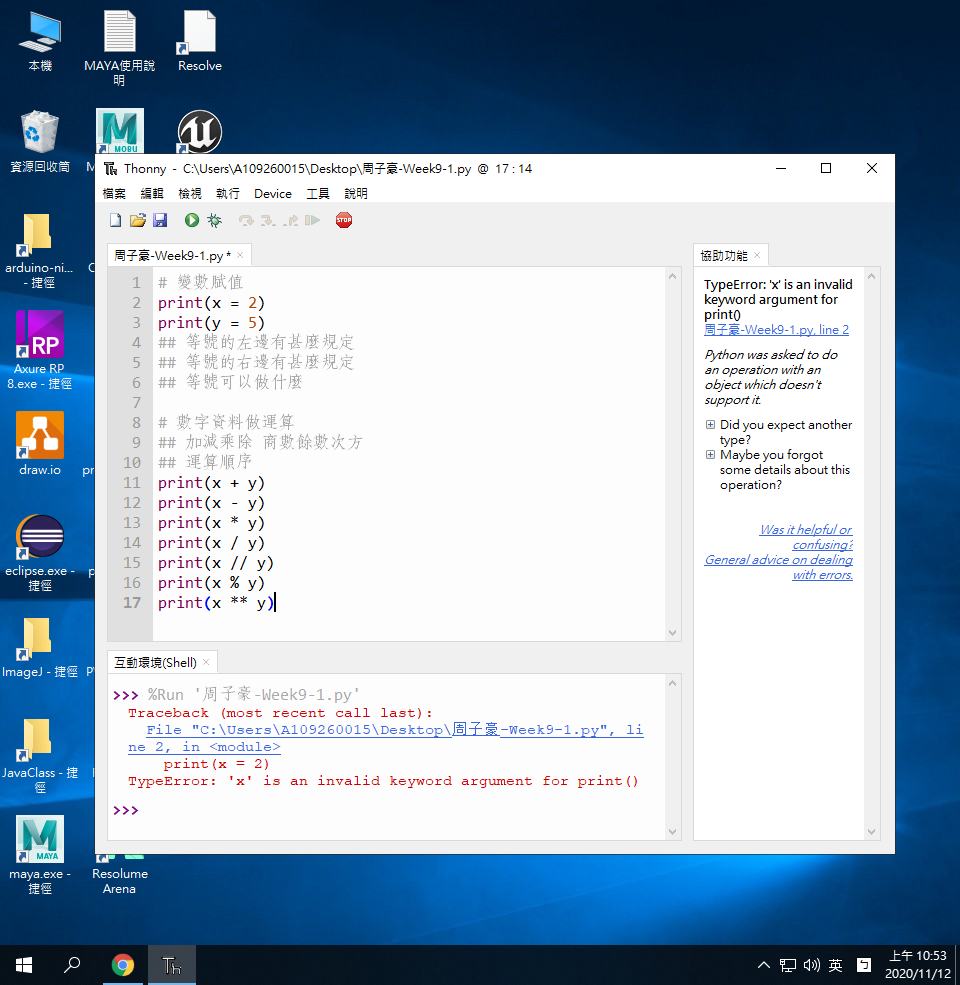 本機
MAYA使用說
明
Resolve
資源回收筒
MOBU
Thonny - C:\Users\A109260015\Desktop\周子豪-Week9-1.py @ 17 : 14
檔案 編輯 檢視 執行 Device 工具 說明
STOP
arduino-ni...
- 捷徑
RP
Axure RP
8.exe - 捷徑
draw.io
eclipse.exe -
捷徑
ImageJ - 捷徑
JavaClass - 捷
徑
MAYA
maya.exe -
捷徑
Resolume
Arena
周子豪-Week9-1.py *
1 # 變數賦值
2 print(x = 2)
3 print(y = 5)
4 ## 等號的左邊有甚麼規定
5 ## 等號的右邊有甚麼規定
6 ## 等號可以做什麼
7
8 # 數字資料做運算
9 ## 加減乘除 商數餘數次方
10 ## 運算順序
11 print(x + y)
12 print(x - y)
13 print(x * y)
14 print(x / y)
15 print(x // y)
16 print(x % y)
17 print(x ** y)
互動環境(Shell)
>>> %Run '周子豪-Week9-1.py'
Traceback (most recent call last):
File "C:\Users\A109260015\Desktop\周子豪-Week9-1.py", li
ne 2, in <module>
print(x = 2)
TypeError: 'x' is an invalid keyword argument for print()
>>>
協助功能
TypeError: 'x' is an invalid
keyword argument for
print()
周子豪-Week9-1.py, line 2
Python was asked to do
an operation with an
object which doesn't
support it.
Did you expect another
type?
Maybe you forgot
some details about this
operation?
Was it helpful or
confusing?
General advice on dealing
with errors.
Th
英
上午 10:53
2020/11/12